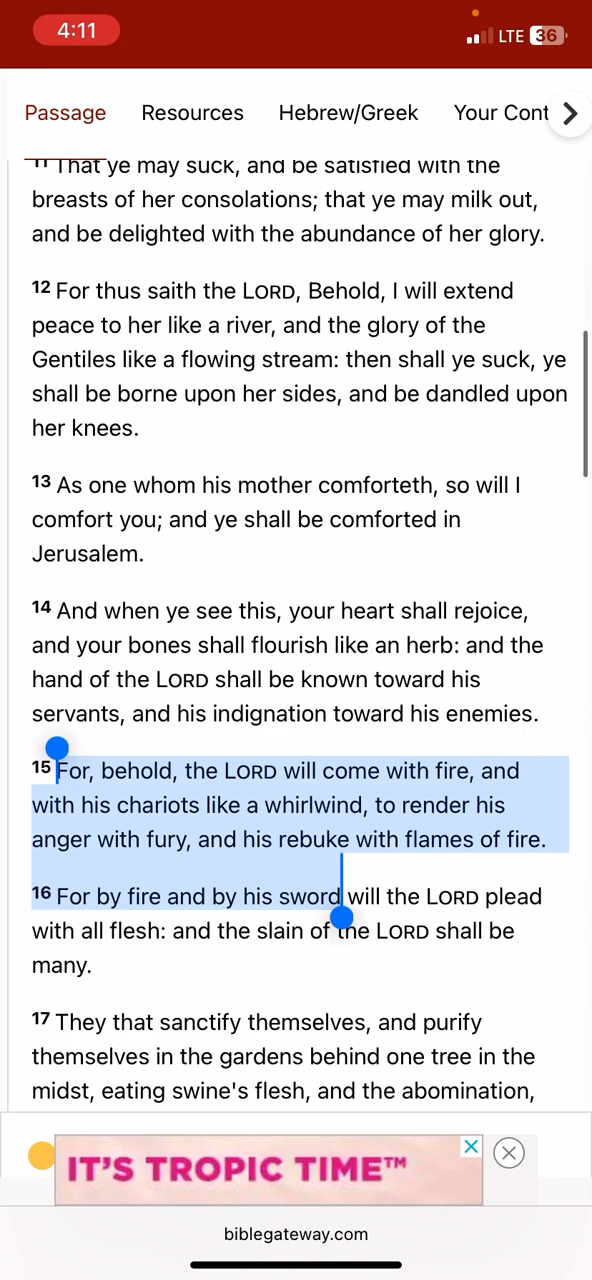 4:11
LTE 36
Passage Resources Hebrew/Greek Your Cont
11 That ye may suck, and be satisfied with the
breasts of her consolations; that ye may milk out,
and be delighted with the abundance of her glory.
12 For thus saith the LORD, Behold, I will extend
peace to her like a river, and the glory of the
Gentiles like a flowing stream: then shall ye suck, ye
shall be borne upon her sides, and be dandled upon
her knees.
13 As one whom his mother comforteth, so will I
comfort you; and ye shall be comforted in
Jerusalem.
14 And when ye see this, your heart shall rejoice,
and your bones shall flourish like an herb: and the
hand of the LORD shall be known toward his
servants, and his indignation toward his enemies.
15 For, behold, the LORD will come with fire, and
with his chariots like a whirlwind, to render his
anger with fury, and his rebuke with flames of fire.
16 For by fire and by his sword will the LORD plead
with all flesh: and the slain of the LORD shall be
many.
17 They that sanctify themselves, and purify
themselves in the gardens behind one tree in the
midst, eating swine's flesh, and the abomination,
IT'S TROPIC TIME™
biblegateway.com